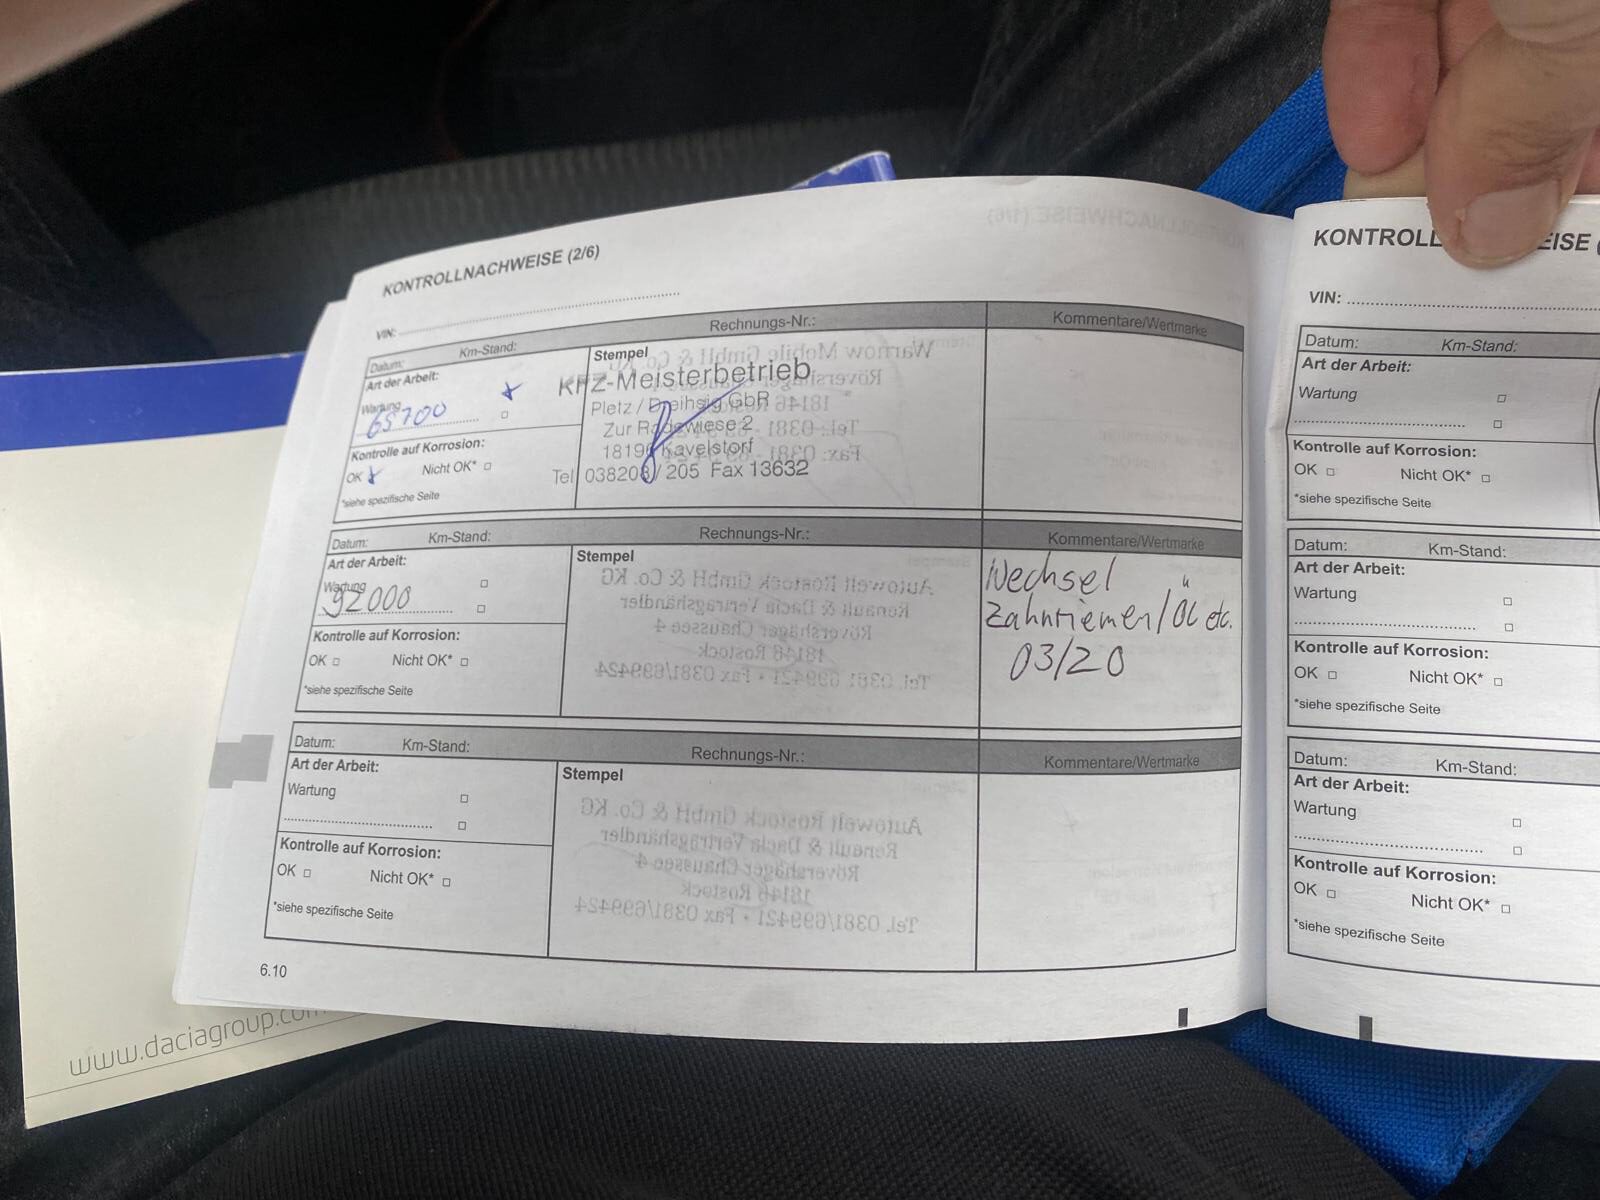 KONTROLLNACHWEISE (2/6)
VIN:
Datum: Km-Stand: Rechnungs-Nr.: Kommentare/Wertmarke
Art der Arbeit:
Wartung
65700
Kontrolle auf Korrosion:
OK Nicht OK*
*siehe spezifische Seite
Stempel
KFZ-Meisterbetrieb
Pletz / Dreihsig GbR
Zur Radewiese 2
18196 Kavelstorf
Tel 038208/ 205 Fax 13632
Datum: Km-Stand: Rechnungs-Nr.: Kommentare/Wertmarke
Art der Arbeit:
Wartung
92000
Kontrolle auf Korrosion:
OK Nicht OK*
*siehe spezifische Seite
Stempel
Wechsel
Zahnriemen/Öl etc.
03/20
Datum: Km-Stand: Rechnungs-Nr.: Kommentare/Wertmarke
Art der Arbeit:
Wartung
Kontrolle auf Korrosion:
OK Nicht OK*
*siehe spezifische Seite
Stempel
6.10
VIN:
Datum: Km-Stand:
Art der Arbeit:
Wartung
Kontrolle auf Korrosion:
OK Nicht OK*
*siehe spezifische Seite
Datum: Km-Stand:
Art der Arbeit:
Wartung
Kontrolle auf Korrosion:
OK Nicht OK*
*siehe spezifische Seite
Datum: Km-Stand:
Art der Arbeit:
Wartung
Kontrolle auf Korrosion:
OK Nicht OK*
*siehe spezifische Seite
www.daciagroup.com